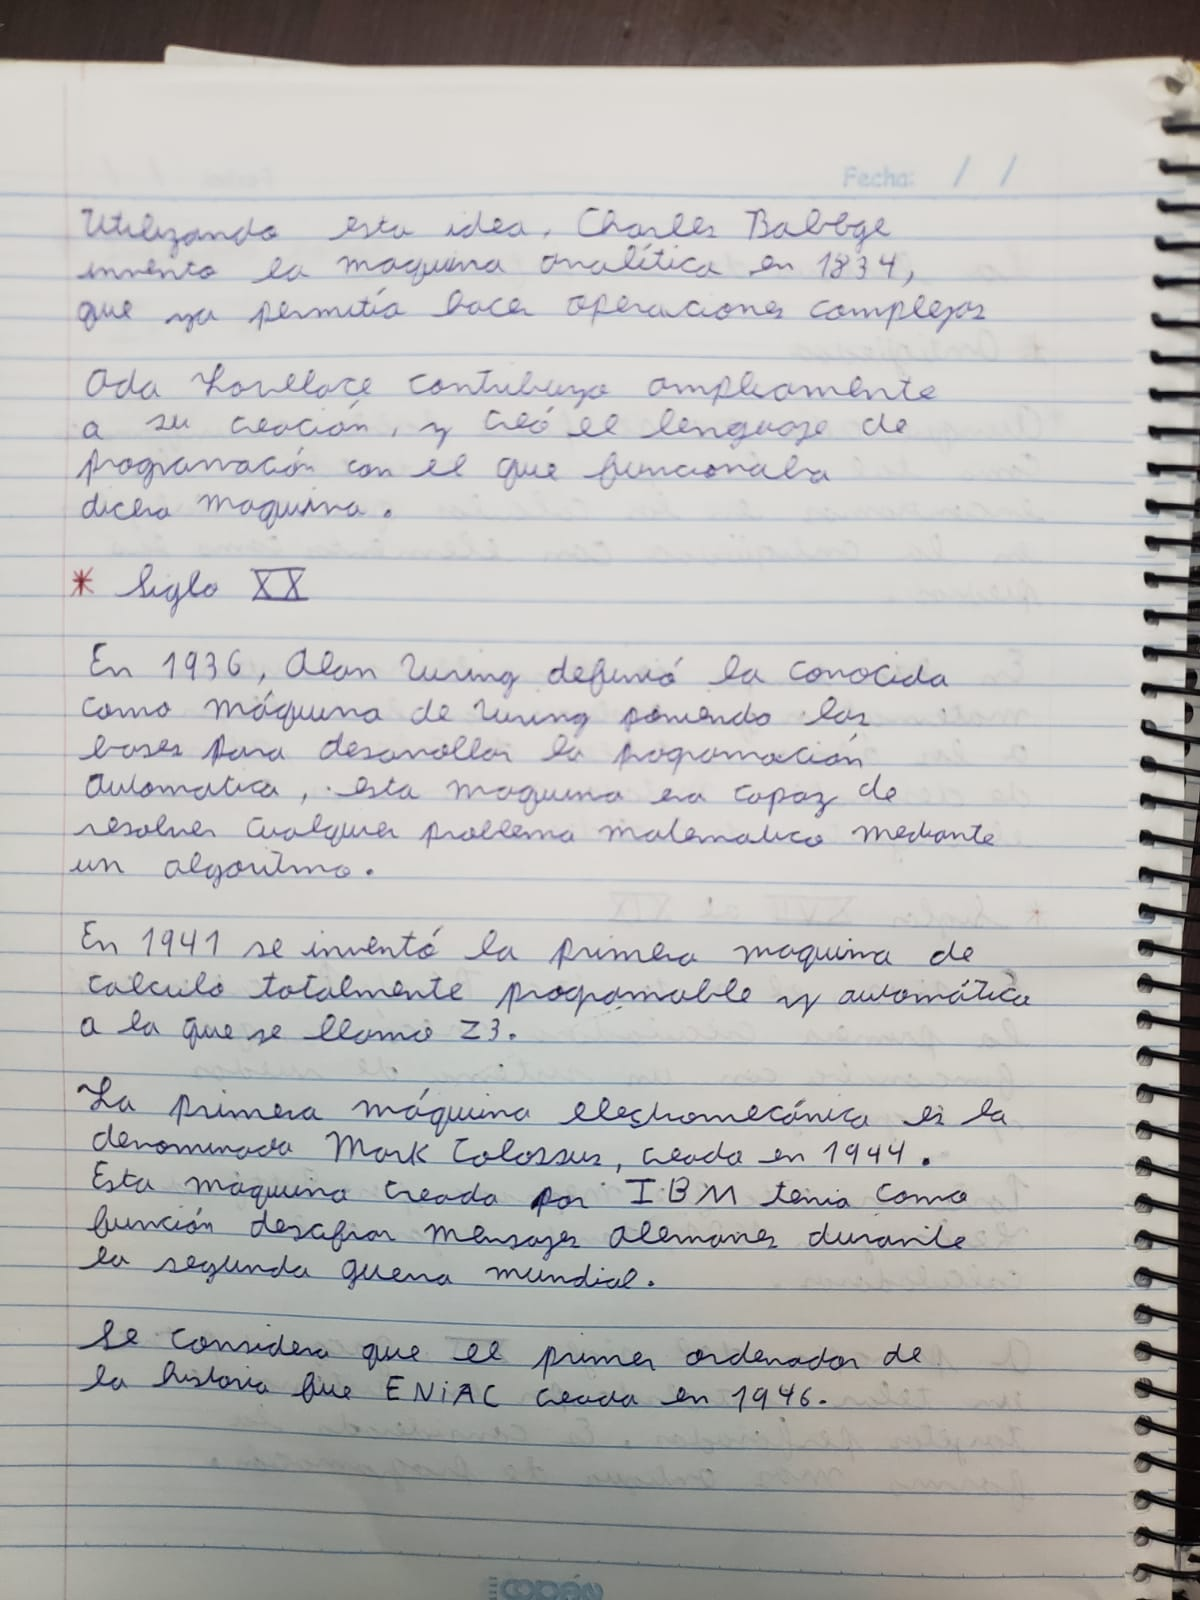 Fecha: / /
Utilizando esta idea, Charles Babbge
invento la maquina analítica en 1834,
que ya permitía hacer operaciones complejas
Ada Lovelace contribuyo ampliamente
a su creación, y creó el lenguaje de
programación con el que funcionaba
dicha maquina.
* Siglo XX
En 1936, Alan Turing definió la conocida
como máquina de Turing poniendo las
bases para desarrollar la programación
automatica, esta maquina era capaz de
resolver cualquier problema matematico mediante
un algoritmo.
En 1941 se inventó la primera maquina de
calculo totalmente programable y automática
a la que se llamo Z3.
La primera máquina electromecánica es la
denominada Mark Colossus, creada en 1944.
Esta máquina creada por IBM tenia como
función descifrar mensajes alemanes durante
la segunda guerra mundial.
Se considera que el primer ordenador de
la historia fue ENiAC creada en 1946.
copán